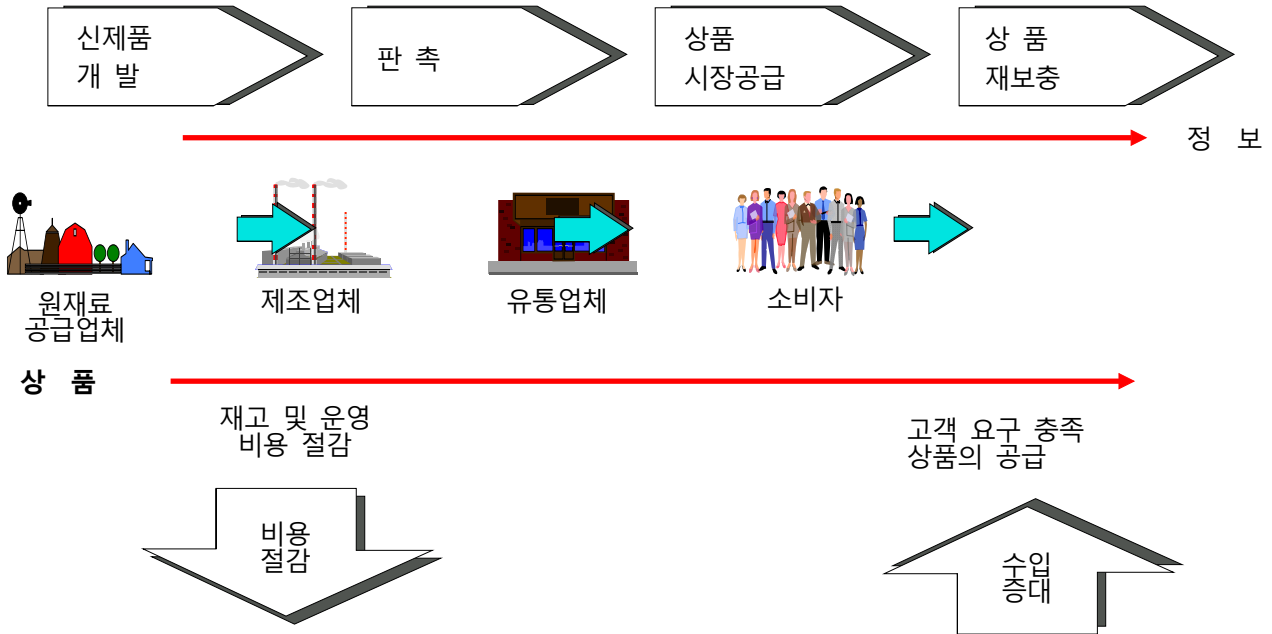 신제품
개 발
판 촉
상품
시장공급
상 품
재보충
정 보
원재료
공급업체
제조업체
유통업체
소비자
상 품
재고 및 운영
비용 절감
고객 요구 충족
상품의 공급
비용
절감
수입
증대